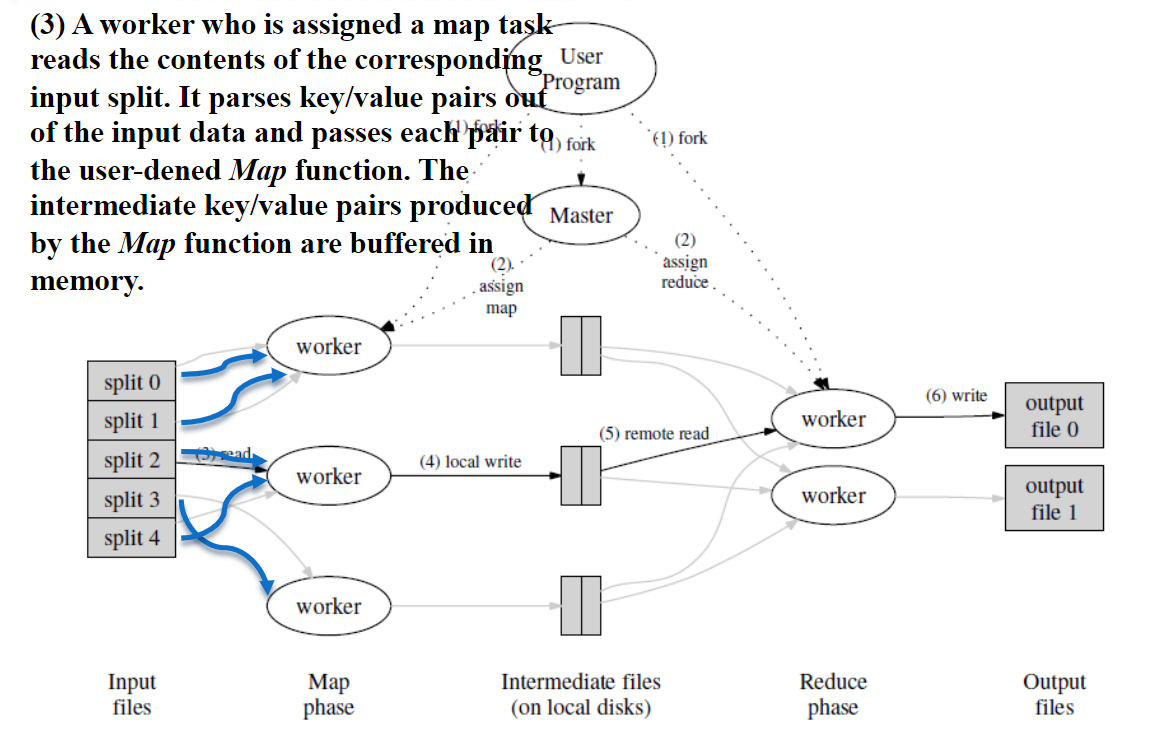 (3) A worker who is assigned a map task
reads the contents of the corresponding
input split. It parses key/value pairs out
of the input data and passes each pair to
the user-dened Map function. The
intermediate key/value pairs produced
by the Map function are buffered in
memory.
User
Program
(1) fork
(1) fork
(1) fork
Master
(2).
assign
map
(2)
assign
reduce
worker
split 0
split 1
split 2
split 3
split 4
(3) read
worker
(4) local write
worker
(5) remote read
worker
(6) write
output
file 0
worker
output
file 1
Input
files
Map
phase
Intermediate files
(on local disks)
Reduce
phase
Output
files